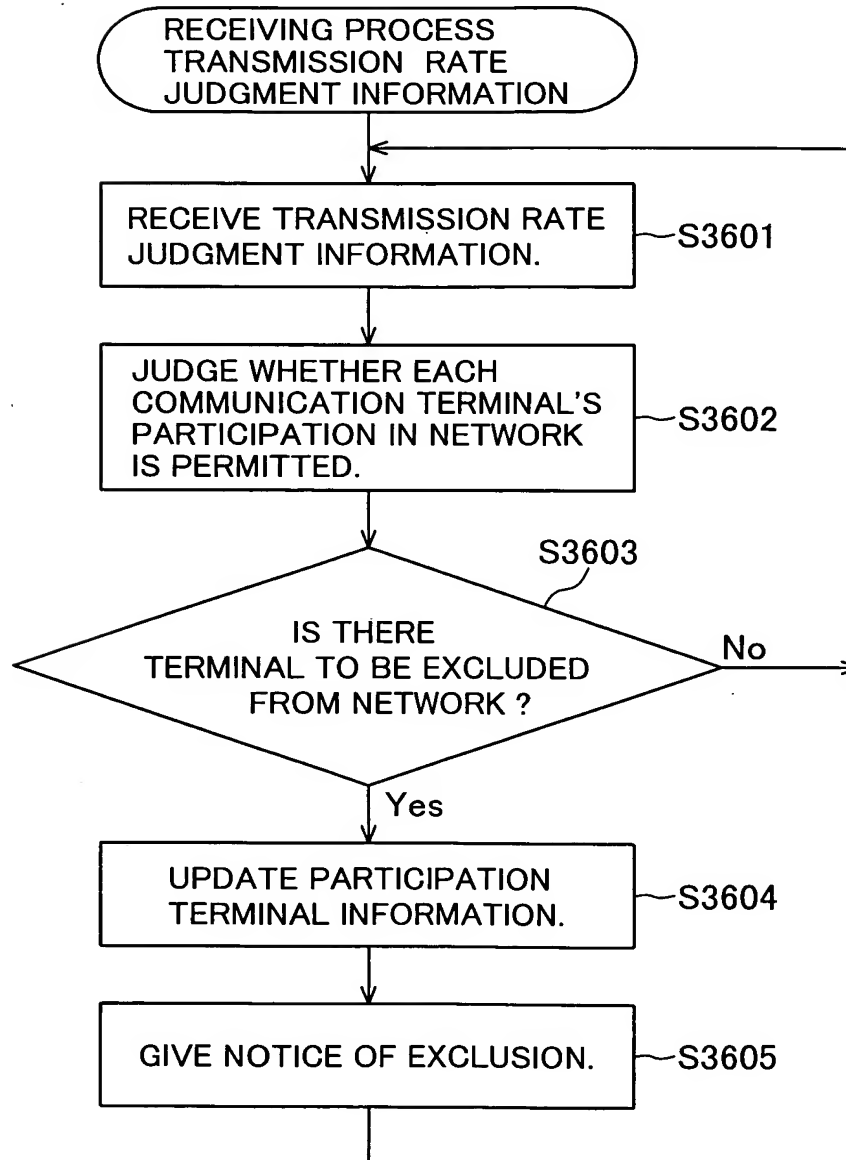 RECEIVING PROCESS
TRANSMISSION RATE
JUDGMENT INFORMATION
RECEIVE TRANSMISSION RATE
JUDGMENT INFORMATION.
S3601
JUDGE WHETHER EACH
COMMUNICATION TERMINAL'S
PARTICIPATION IN NETWORK
IS PERMITTED.
S3602
S3603
IS THERE
TERMINAL TO BE EXCLUDED
FROM NETWORK ?
No
Yes
UPDATE PARTICIPATION
TERMINAL INFORMATION.
S3604
GIVE NOTICE OF EXCLUSION.
S3605